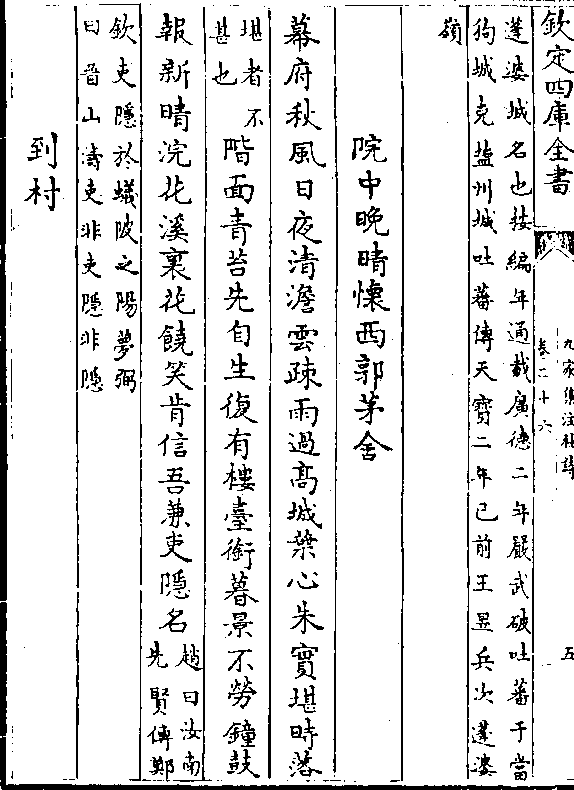 欽定四庫全書
九家集注杜詩
卷二十六
五
蓬婆城名也按編年通載廣德二年嚴武破吐蕃于當
狗城克鹽州城吐蕃傳天寶二年已前王昱兵次蓬婆
嶺
院中晚晴懷西郭茅舍
幕府秋風日夜清澹雲疎雨過高城葉心朱實堪時落
堪者不
甚也
階面青苔先自生復有樓臺銜暮景不勞鐘鼓
報新晴浣花溪裏花饒笑肯信吾兼吏隱名
趙曰汝南
先賢傳鄭
欽吏隱於蟻陂之陽夢弼
曰晉山濤吏非吏隱非隱
到村